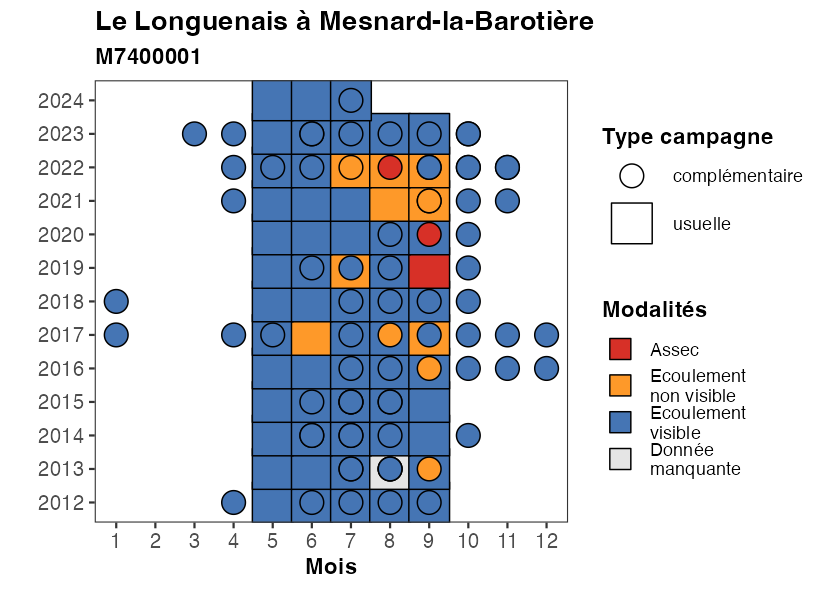 Le Longuenais à Mesnard-la-Barotière
M7400001
2024
2023
2022
2021
2020
2019
2018
2017
2016
2015
2014
2013
2012
1 2 3 4 5 6 7 8 9 10 11 12
Mois
Type campagne
complémentaire
usuelle
Modalités
Assec
Ecoulement
non visible
Ecoulement
visible
Donnée
manquante